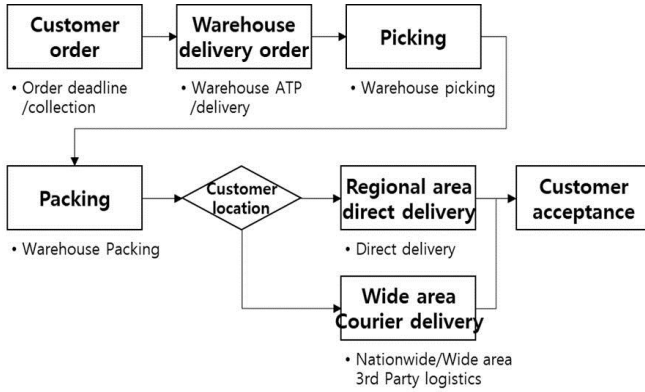 Customer
order
Warehouse
delivery order
Picking
• Order deadline
/collection
• Warehouse ATP
/delivery
• Warehouse picking
Packing
Customer
location
Regional area
direct delivery
Customer
acceptance
• Warehouse Packing
• Direct delivery
Wide area
Courier delivery
• Nationwide/Wide area
3rd Party logistics